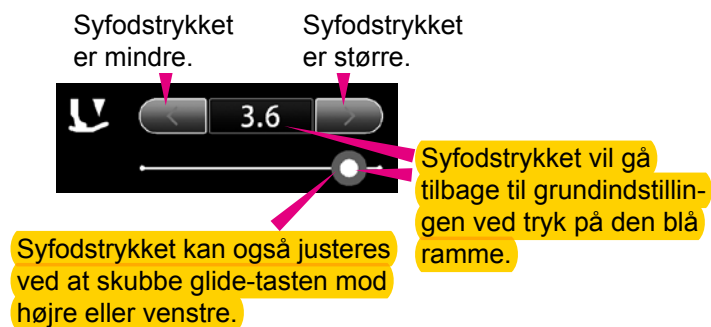 Syfodstrykket
er mindre.
Syfodstrykket
er større.
3.6
Syfodstrykket vil gå
tilbage til grundindstillin-
gen ved tryk på den blå
ramme.
Syfodstrykket kan også justeres
ved at skubbe glide-tasten mod
højre eller venstre.